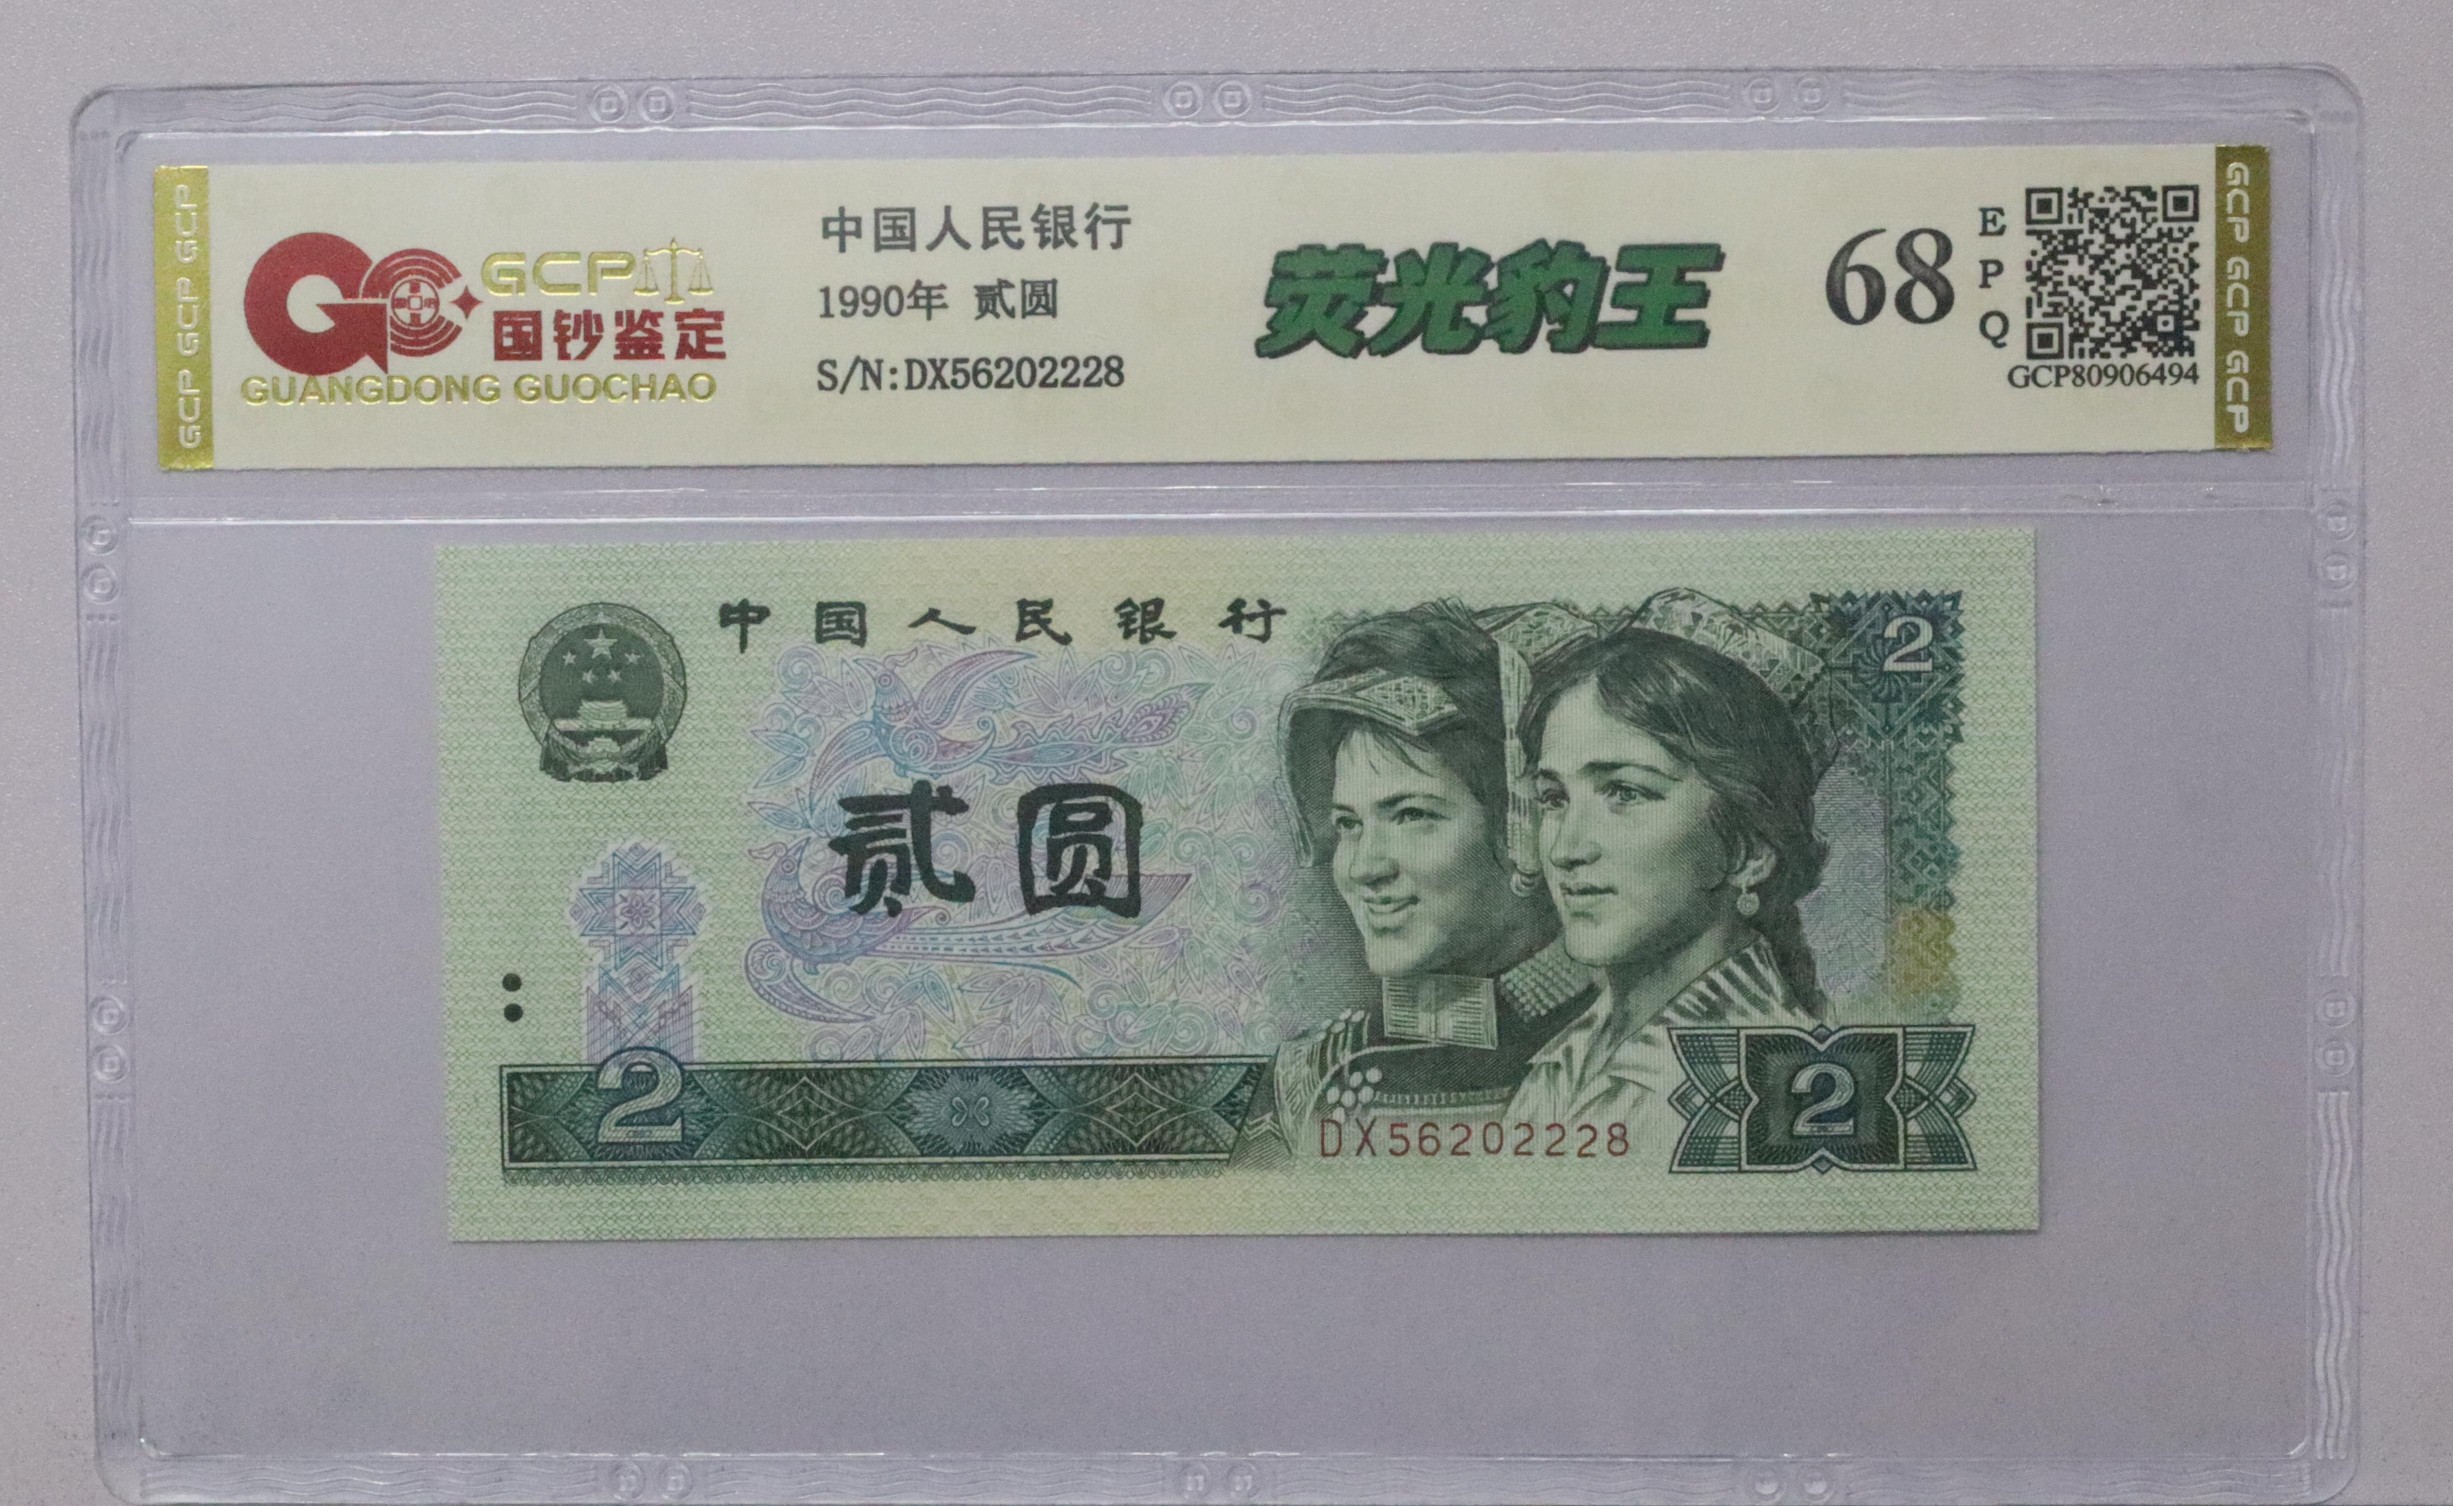 GCP GCP GCP
GCP
国钞鉴定
GUANGDONG GUOCHAO
中国人民银行
1990年 贰圆
S/N:DX56202228
荧光豹王
68
EPQ
GCP80906494
GCP GCP GCP
中国人民银行
2
贰圆
2
2
DX56202228